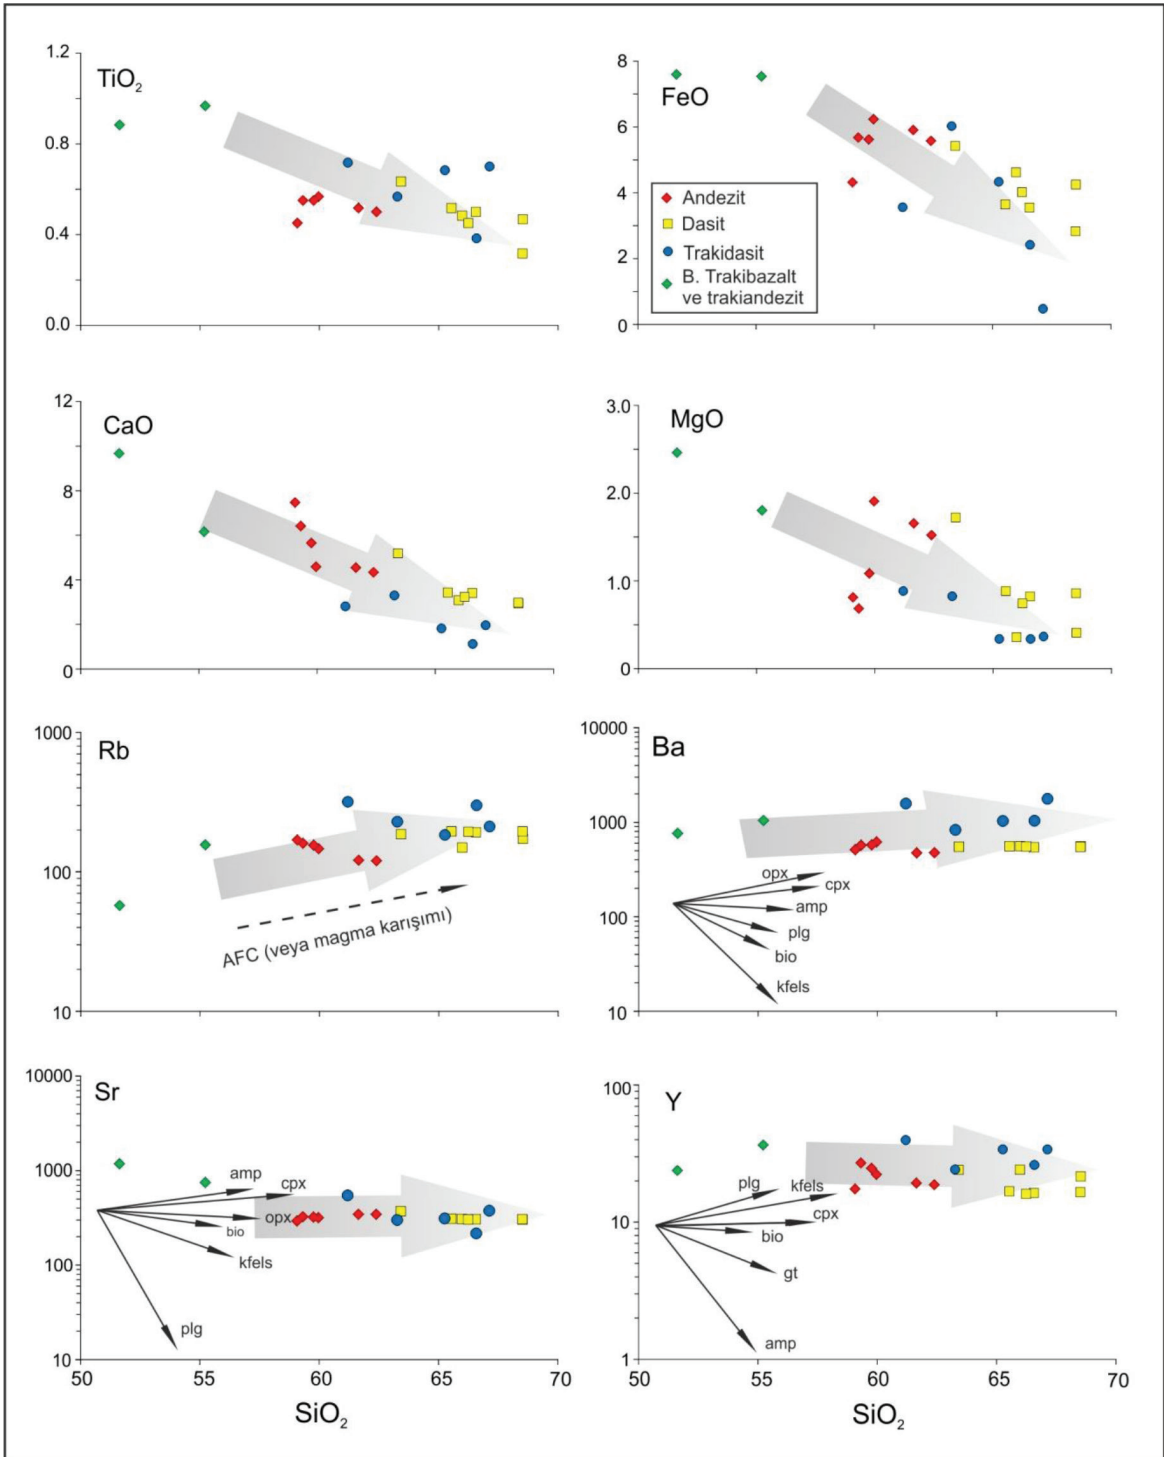 TiO2
1.2
0.8
0.4
0.0
FeO
8
6
4
2
0
Andezit
Dasit
Trakidasit
B. Trakibazalt
ve trakiandezit
CaO
12
8
4
0
MgO
3.0
2.0
1.0
0
Rb
1000
100
10
AFC (veya magma karışımı)
Ba
10000
1000
100
10
opx
cpx
amp
plg
bio
kfels
Sr
10000
1000
100
10
amp
cpx
opx
bio
kfels
plg
50
55
60
65
70
SiO2
Y
100
10
1
plg
kfels
cpx
bio
gt
amp
50
55
60
65
70
SiO2